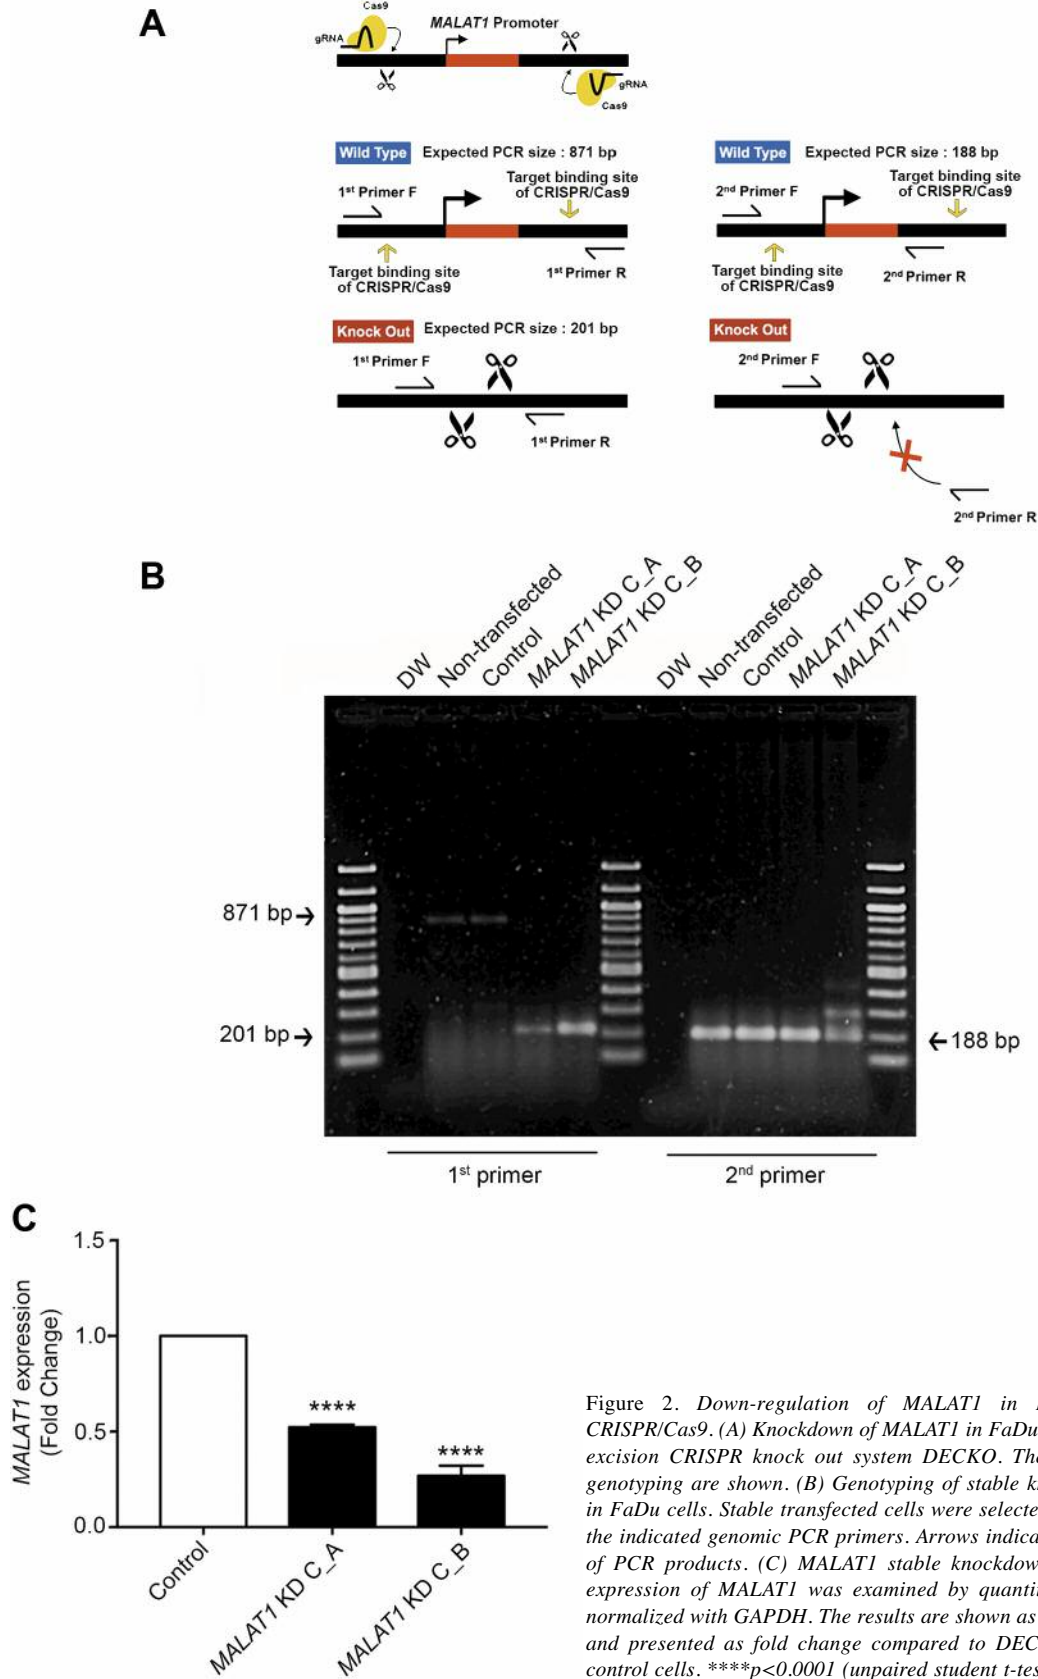 A
Cas9
gRNA
MALAT1 Promoter
gRNA
Cas9
Wild Type Expected PCR size : 871 bp
1st Primer F
Target binding site
of CRISPR/Cas9
Target binding site
of CRISPR/Cas9
1st Primer R
Knock Out Expected PCR size : 201 bp
1st Primer F
1st Primer R
Wild Type Expected PCR size : 188 bp
2nd Primer F
Target binding site
of CRISPR/Cas9
Target binding site
of CRISPR/Cas9
2nd Primer R
Knock Out
2nd Primer F
2nd Primer R
B
DW
Non-transfected
Control
MALAT1 KD C_A
MALAT1 KD C_B
DW
Non-transfected
Control
MALAT1 KD C_A
MALAT1 KD C_B
871 bp
201 bp
188 bp
1st primer
2nd primer
C
MALAT1 expression
(Fold Change)
1.5
1.0
0.5
0.0
****
****
Control
MALAT1 KD C_A
MALAT1 KD C_B
Figure 2. Down-regulation of MALAT1 in
CRISPR/Cas9. (A) Knockdown of MALAT1 in FaDu
excision CRISPR knock out system DECKO. The
genotyping are shown. (B) Genotyping of stable
in FaDu cells. Stable transfected cells were selecte
the indicated genomic PCR primers. Arrows indica
of PCR products. (C) MALAT1 stable knockdow
expression of MALAT1 was examined by quantin
normalized with GAPDH. The results are shown as
and presented as fold change compared to DEC
control cells. ****p<0.0001 (unpaired student t-tes